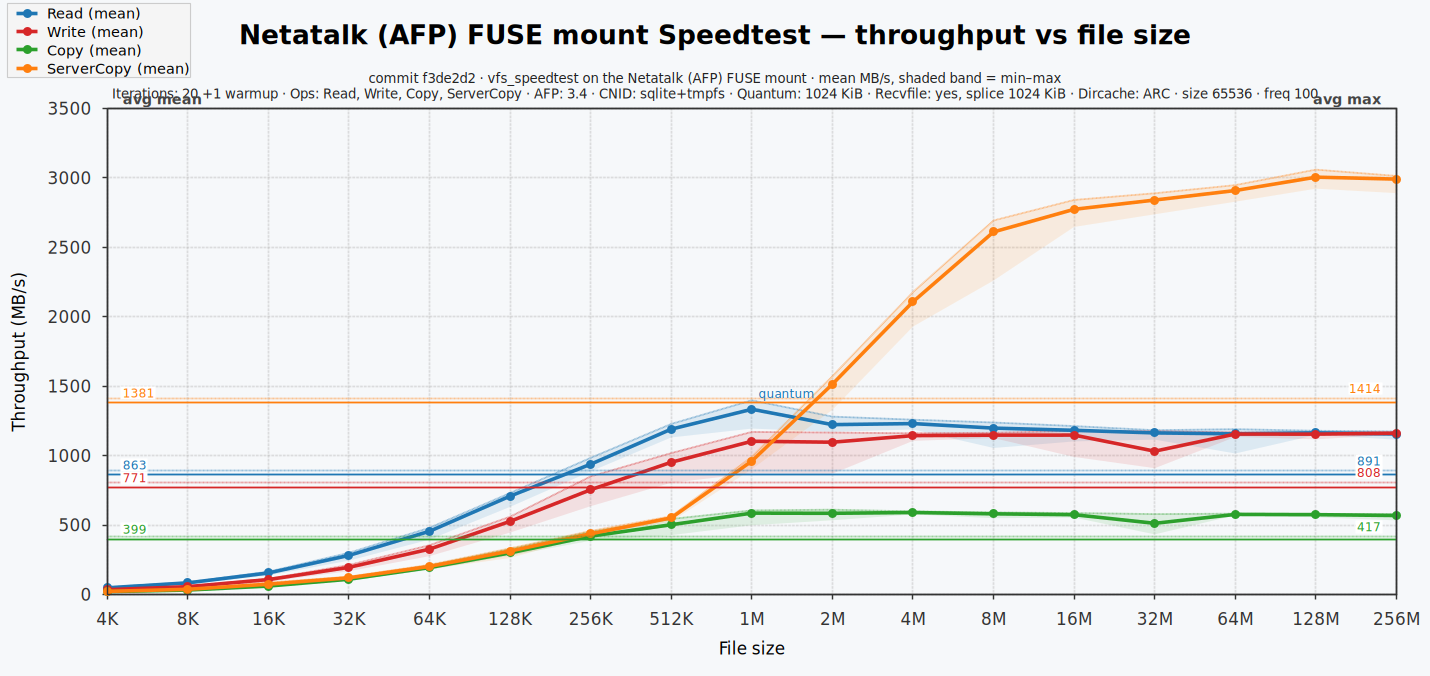 Read (mean)
Write (mean)
Copy (mean)
ServerCopy (mean)
Netatalk (AFP) FUSE mount Speedtest — throughput vs file size
commit f3de2d2 · vfs_speedtest on the Netatalk (AFP) FUSE mount · mean MB/s, shaded band = min–max
Iterations: 20 +1 warmup · Ops: Read, Write, Copy, ServerCopy · AFP: 3.4 · CNID: sqlite+tmpfs · Quantum: 1024 KiB · Recvfile: yes, splice 1024 KiB · Dircache: ARC · size 65536 · freq 100
avg mean
avg max
3500
3000
2500
2000
1500
1000
500
0
Throughput (MB/s)
1381
863
771
399
quantum
1414
891
808
417
4K 8K 16K 32K 64K 128K 256K 512K 1M 2M 4M 8M 16M 32M 64M 128M 256M
File size